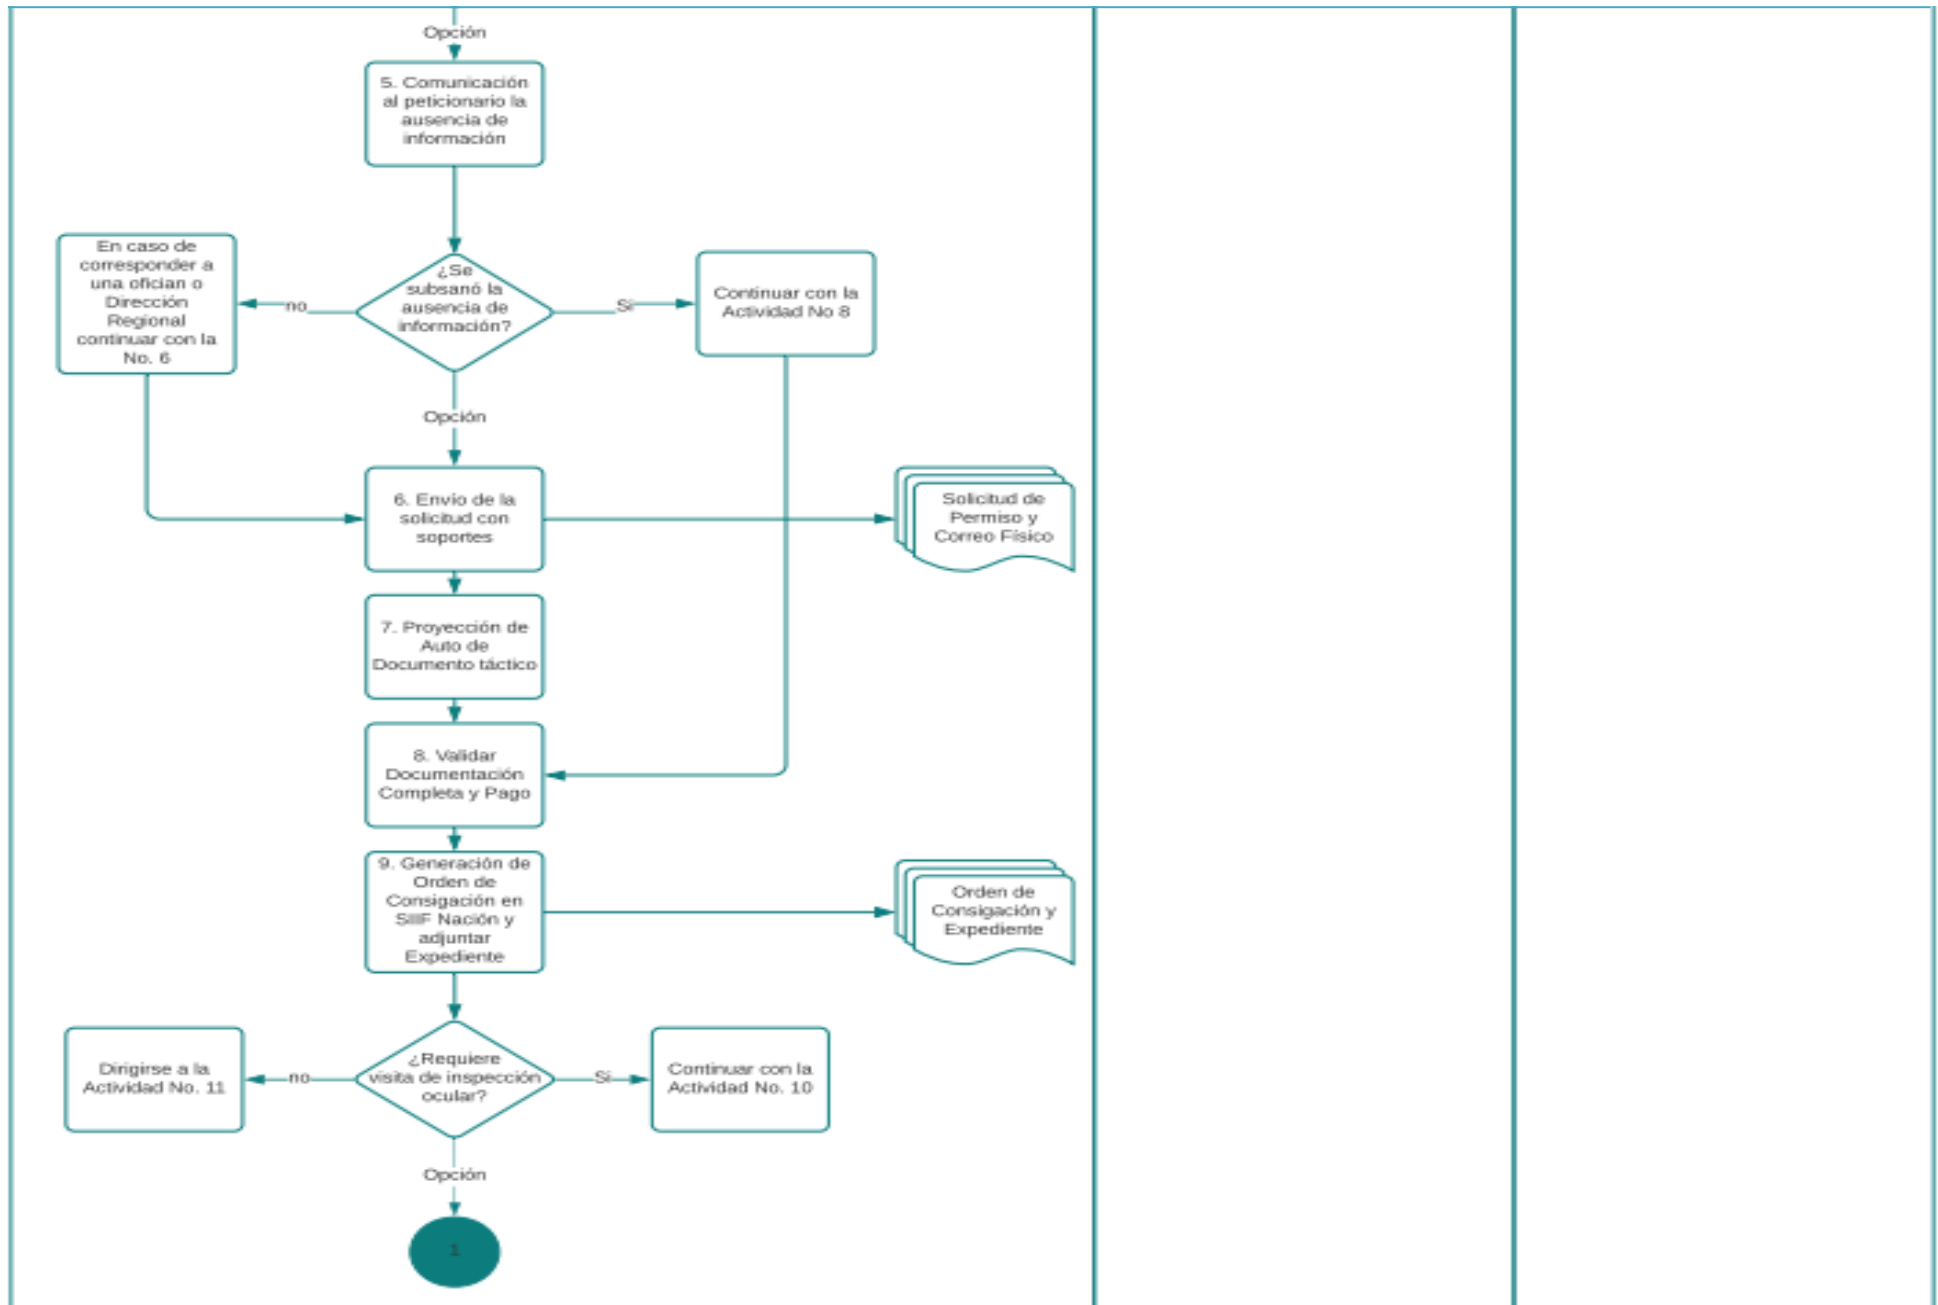 Opción
5. Comunicación
al peticionario la
ausencia de
información
En caso de
corresponder a
una ofician o
Dirección
Regional
continuar con la
No. 6
no
¿Se
subsanó la
ausencia de
información?
Si
Continuar con la
Actividad No 8
Opción
6. Envío de la
solicitud con
soportes
Solicitud de
Permiso y
Correo Físico
7. Proyección de
Auto de
Documento táctico
8. Validar
Documentación
Completa y Pago
9. Generación de
Orden de
Consigación en
SIIF Nación y
adjuntar
Expediente
Orden de
Consigación y
Expediente
Dirigirse a la
Actividad No. 11
no
¿Requiere
visita de inspección
ocular?
Si
Continuar con la
Actividad No. 10
Opción
1